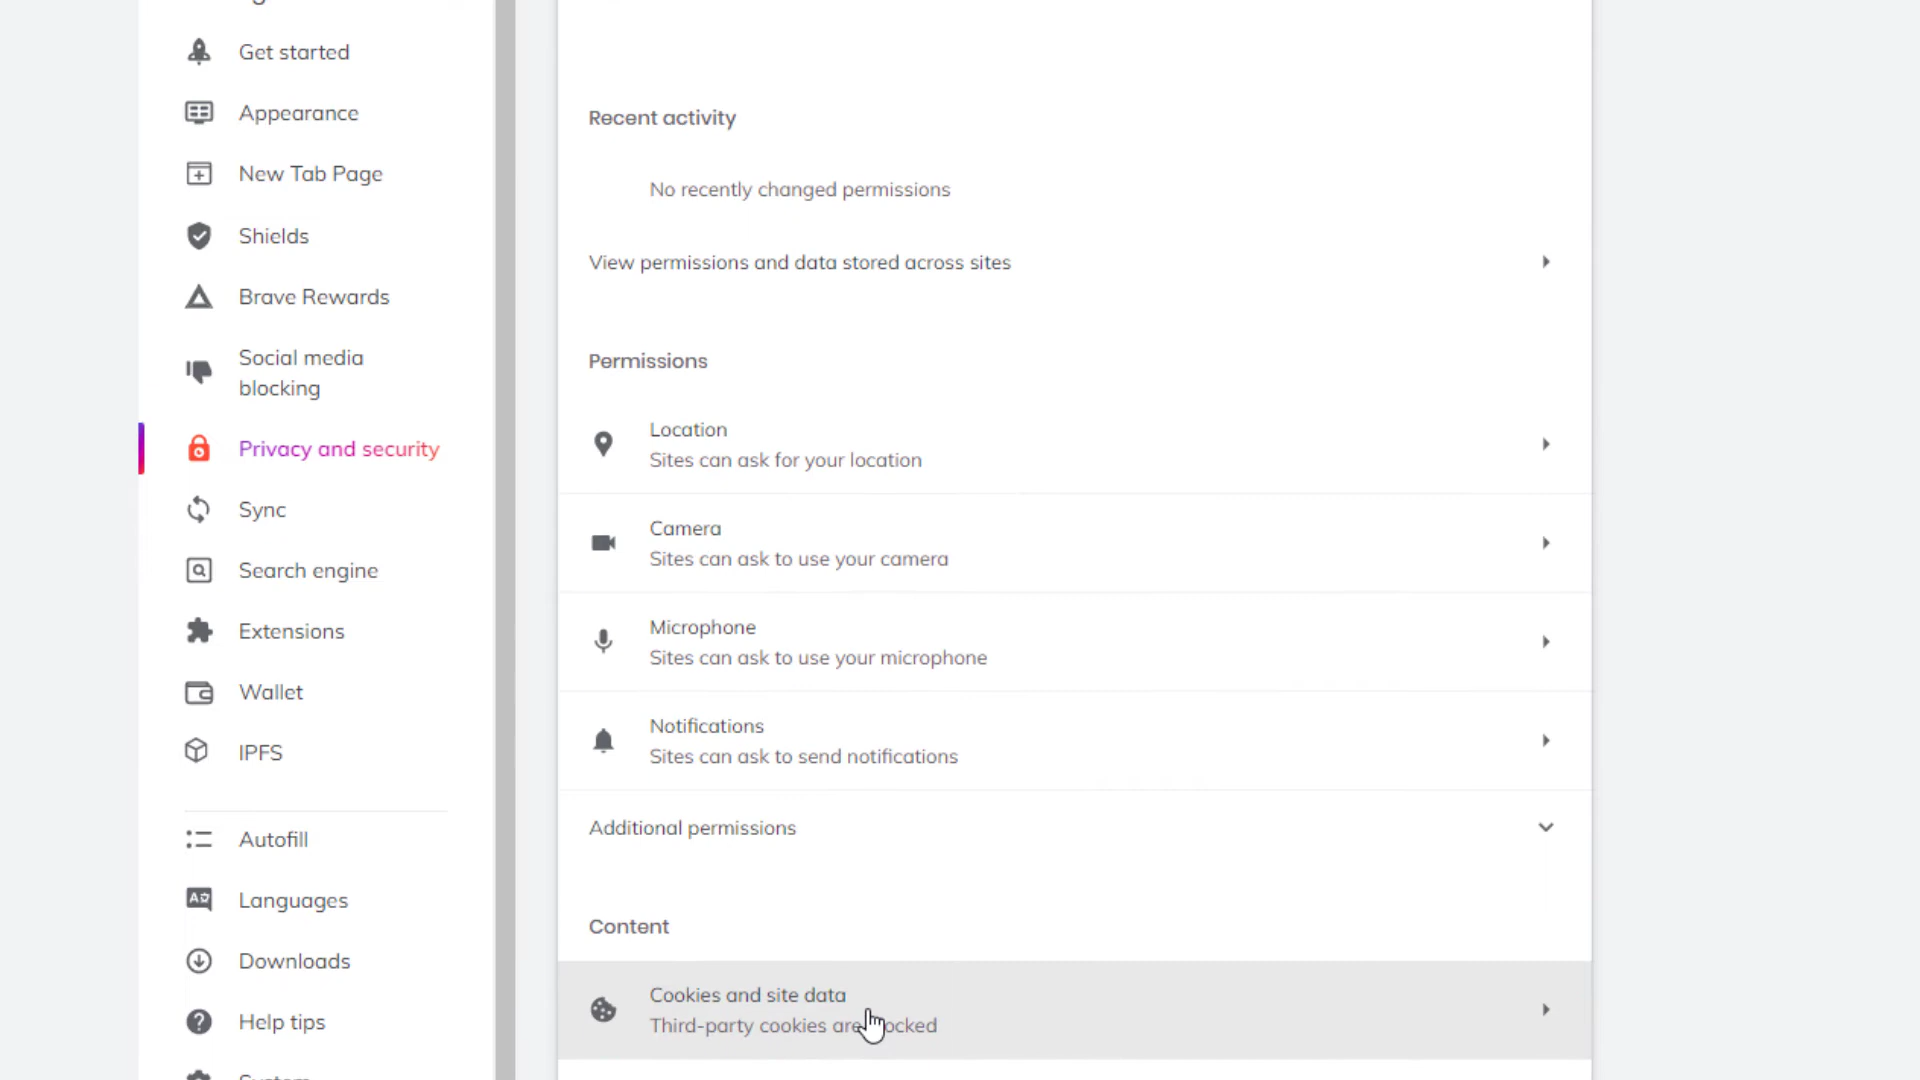 Get started
Appearance
New Tab Page
Shields
Brave Rewards
Social media
blocking
Privacy and security
Sync
Search engine
Extensions
Wallet
IPFS
Autofill
Languages
Downloads
Help tips
System
Recent activity
No recently changed permissions
View permissions and data stored across sites
Permissions
Location
Sites can ask for your location
Camera
Sites can ask to use your camera
Microphone
Sites can ask to use your microphone
Notifications
Sites can ask to send notifications
Additional permissions
Content
Cookies and site data
Third-party cookies are blocked